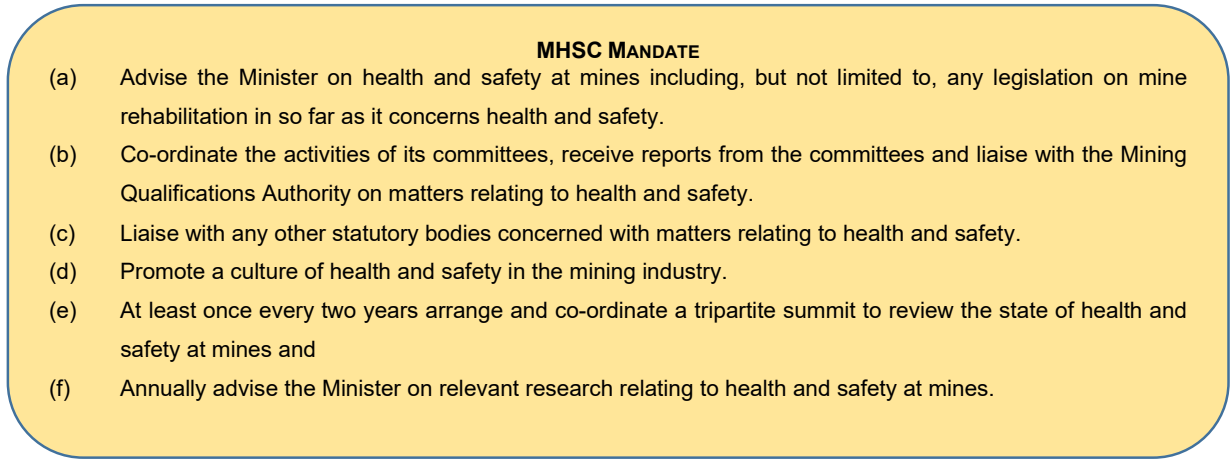 MHSC MANDATE
(a) Advise the Minister on health and safety at mines including, but not limited to, any legislation on mine
rehabilitation in so far as it concerns health and safety.
(b) Co-ordinate the activities of its committees, receive reports from the committees and liaise with the Mining
Qualifications Authority on matters relating to health and safety.
(c) Liaise with any other statutory bodies concerned with matters relating to health and safety.
(d) Promote a culture of health and safety in the mining industry.
(e) At least once every two years arrange and co-ordinate a tripartite summit to review the state of health and
safety at mines and
(f) Annually advise the Minister on relevant research relating to health and safety at mines.